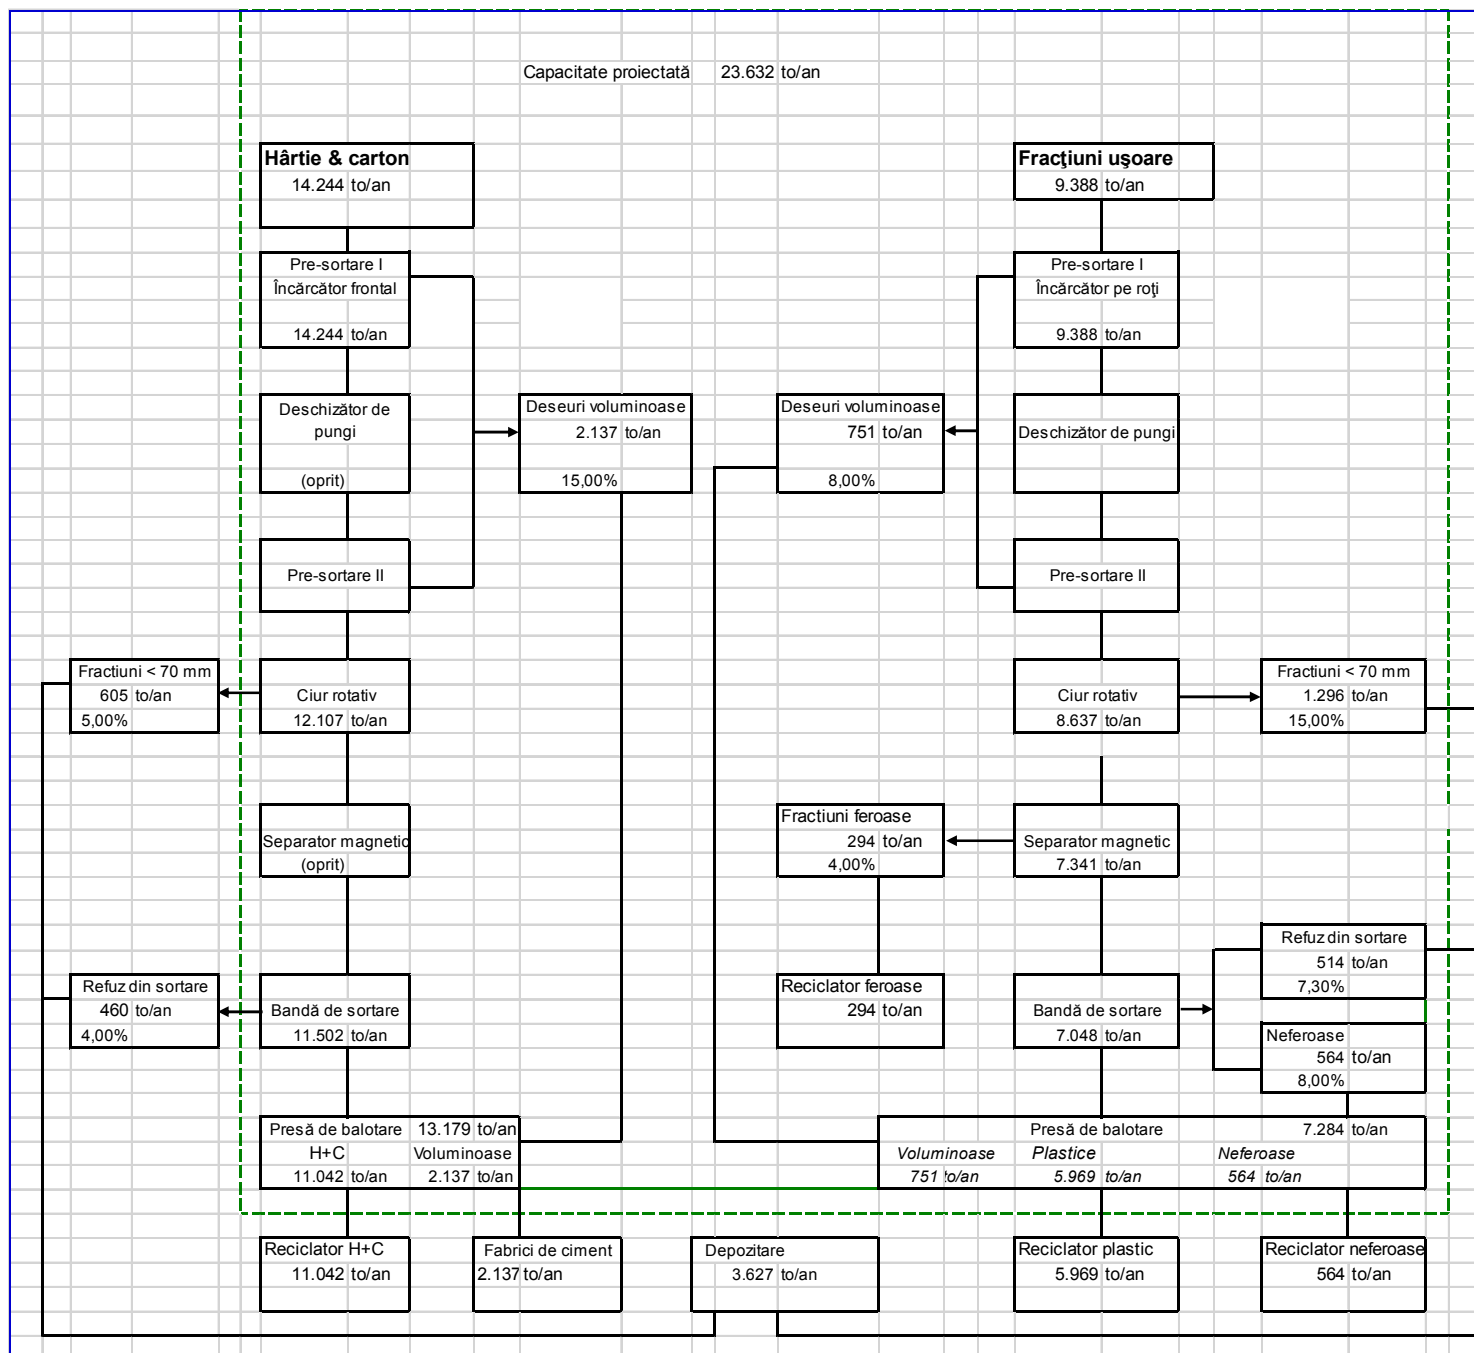 Capacitate proiectată 23.632 to/an
Hârtie & carton
14.244 to/an
Fracţiuni uşoare
9.388 to/an
Pre-sortare I
Încărcător frontal
14.244 to/an
Pre-sortare I
Încărcător pe roţi
9.388 to/an
Deschizător de
pungi
(oprit)
Deseuri voluminoase
2.137 to/an
15,00%
Deseuri voluminoase
751 to/an
8,00%
Deschizător de pungi
Pre-sortare II
Pre-sortare II
Fractiuni < 70 mm
605 to/an
5,00%
Ciur rotativ
12.107 to/an
Ciur rotativ
8.637 to/an
Fractiuni < 70 mm
1.296 to/an
15,00%
Separator magnetic
(oprit)
Fractiuni feroase
294 to/an
4,00%
Separator magnetic
7.341 to/an
Refuz din sortare
514 to/an
7,30%
Refuz din sortare
460 to/an
4,00%
Bandă de sortare
11.502 to/an
Reciclator feroase
294 to/an
Bandă de sortare
7.048 to/an
Neferoase
564 to/an
8,00%
Presă de balotare 13.179 to/an
H+C Voluminoase
11.042 to/an 2.137 to/an
Presă de balotare 7.284 to/an
Voluminoase Plastice Neferoase
751 to/an 5.969 to/an 564 to/an
Reciclator H+C
11.042 to/an
Fabrici de ciment
2.137 to/an
Depozitare
3.627 to/an
Reciclator plastic
5.969 to/an
Reciclator neferoase
564 to/an